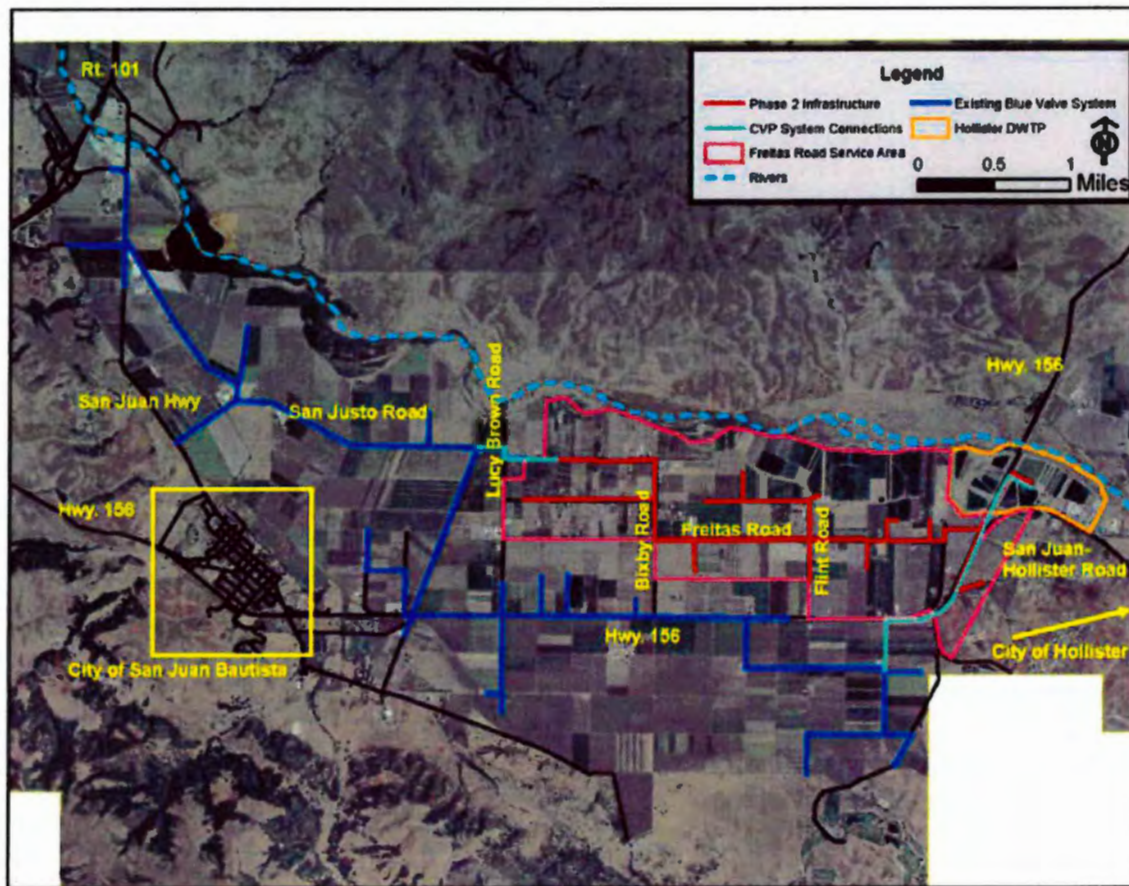 Rt. 101
Legend
Phase 2 Infrastructure
Existing Blue Valve System
CVP System Connections
Hollister DWTP
Freitas Road Service Area
Rivers
N
0 0.5 1
Miles
Hwy. 156
Lucy Brown Road
San Juan Hwy
San Justo Road
Hwy. 156
Bixby Road
Freitas Road
Flint Road
San Juan-
Hollister Road
Hwy. 156
City of San Juan Bautista
City of Hollister